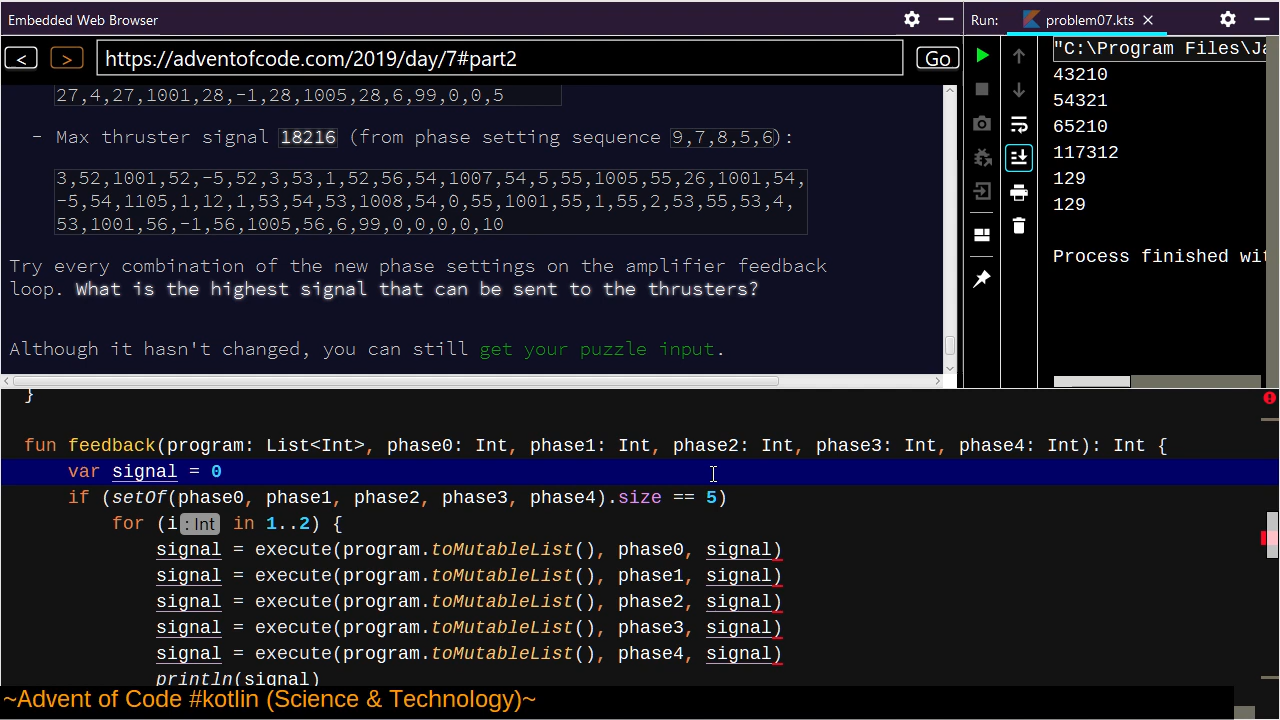 Embedded Web Browser
Run: problem07.kts
< > https://adventofcode.com/2019/day/7#part2 Go
27,4,27,1001,28,-1,28,1005,28,6,99,0,0,5
- Max thruster signal 18216 (from phase setting sequence 9,7,8,5,6):
3,52,1001,52,-5,52,3,53,1,52,56,54,1007,54,5,55,1005,55,26,1001,54,
-5,54,1105,1,12,1,53,54,53,1008,54,0,55,1001,55,1,55,2,53,55,53,4,
53,1001,56,-1,56,1005,56,6,99,0,0,0,0,10
Try every combination of the new phase settings on the amplifier feedback
loop. What is the highest signal that can be sent to the thrusters?
Although it hasn't changed, you can still get your puzzle input.
"C:\Program Files\Ja
43210
54321
65210
117312
129
129
Process finished wit
}
fun feedback(program: List<Int>, phase0: Int, phase1: Int, phase2: Int, phase3: Int, phase4: Int): Int {
var signal = 0
if (setOf(phase0, phase1, phase2, phase3, phase4).size == 5)
for (i : Int in 1..2) {
signal = execute(program.toMutableList(), phase0, signal)
signal = execute(program.toMutableList(), phase1, signal)
signal = execute(program.toMutableList(), phase2, signal)
signal = execute(program.toMutableList(), phase3, signal)
signal = execute(program.toMutableList(), phase4, signal)
println(signal)
~Advent of Code #kotlin (Science & Technology)~